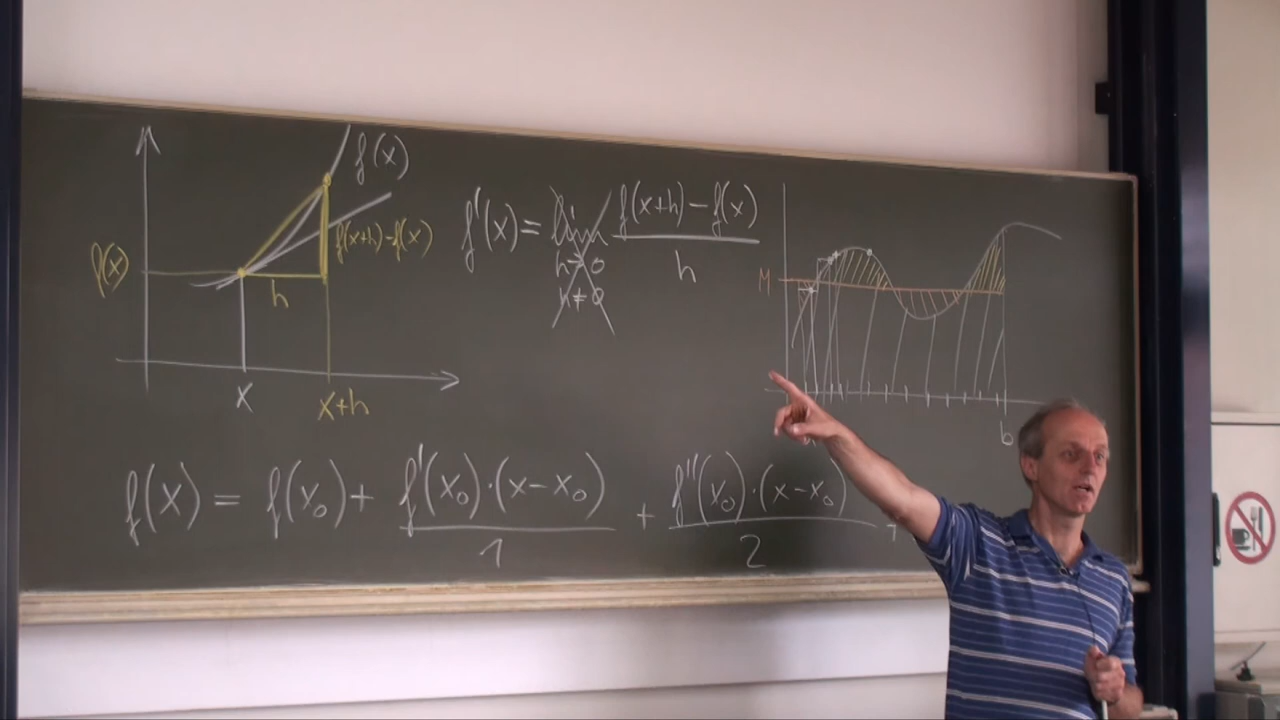 f(x)
f(x)
f(x+h)-f(x)
h
x
x+h
f'(x) = lim f(x+h)-f(x) / h
h→0
h≠0
M
b
f(x) = f(x₀) + f'(x₀)·(x-x₀) / 1 + f''(x₀)·(x-x₀) / 2 +